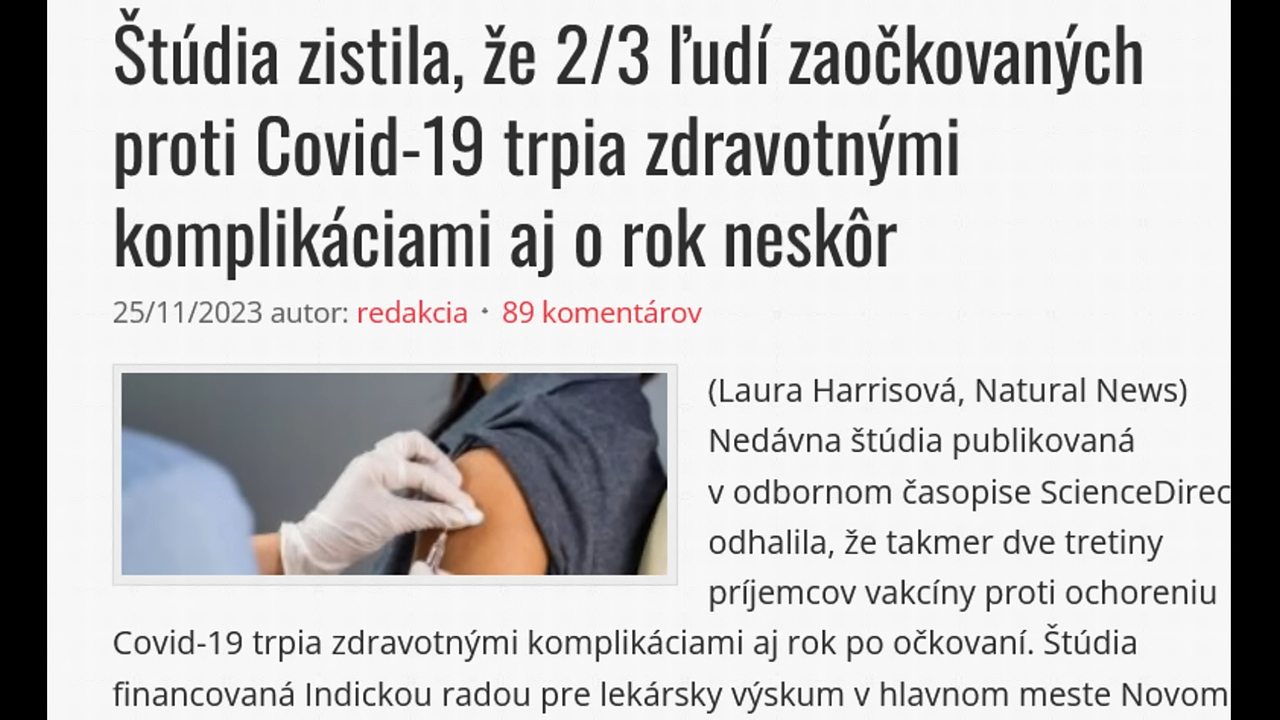 Štúdia zistila, že 2/3 ľudí zaočkovaných
proti Covid-19 trpia zdravotnými
komplikáciami aj o rok neskôr
25/11/2023 autor: redakcia • 89 komentárov
(Laura Harrisová, Natural News)
Nedávna štúdia publikovaná
v odbornom časopise ScienceDirec
odhalila, že takmer dve tretiny
príjemcov vakcíny proti ochoreniu
Covid-19 trpia zdravotnými komplikáciami aj rok po očkovaní. Štúdia
financovaná Indickou radou pre lekársky výskum v hlavnom meste Novom